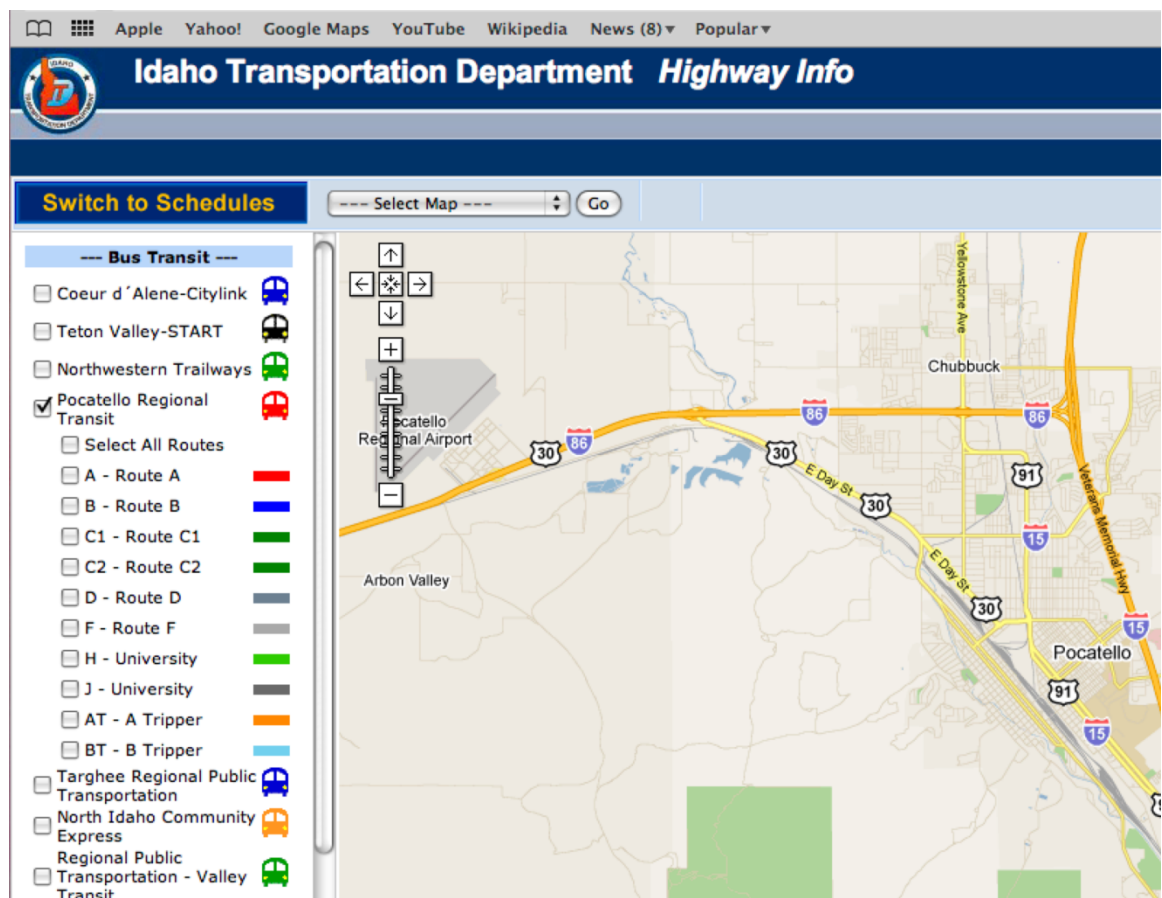 Apple Yahoo! Google Maps YouTube Wikipedia News (8)▾ Popular▾
IDAHO
TRANSPORTATION DEPARTMENT
Idaho Transportation Department Highway Info
Switch to Schedules
--- Select Map ---
Go
--- Bus Transit ---
Coeur d´Alene-Citylink
Teton Valley-START
Northwestern Trailways
Pocatello Regional
Transit
Select All Routes
A - Route A
B - Route B
C1 - Route C1
C2 - Route C2
D - Route D
F - Route F
H - University
J - University
AT - A Tripper
BT - B Tripper
Targhee Regional Public
Transportation
North Idaho Community
Express
Regional Public
Transportation - Valley
Transit
Yellowstone Ave
Chubbuck
86
86
Pocatello
Regional Airport
30
86
30
91
E Day St
30
Veterans Memorial Hwy
15
Arbon Valley
E Day St
30
15
Pocatello
91
15